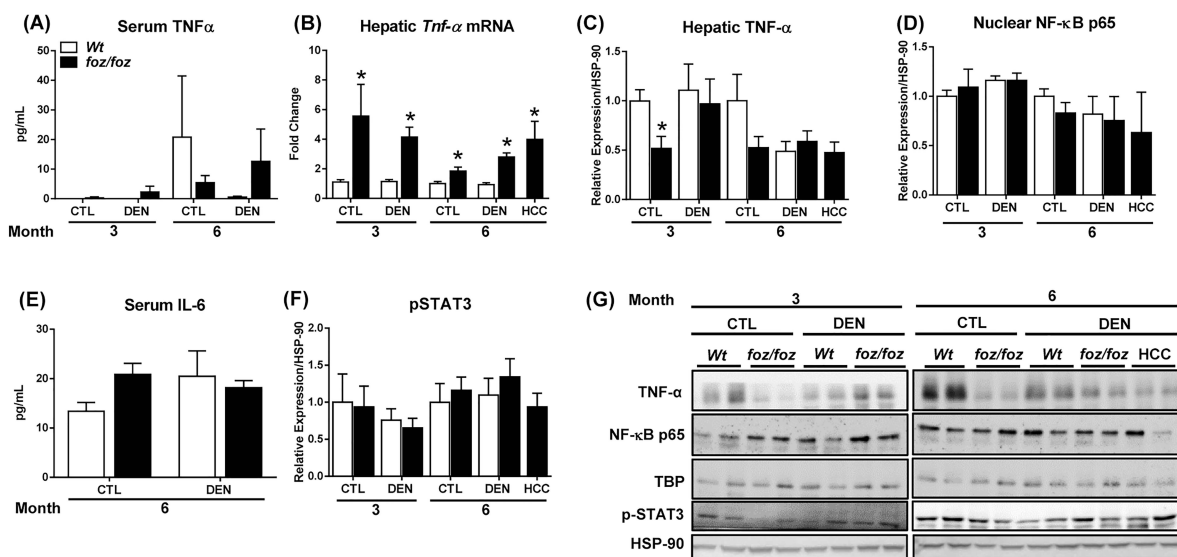 (A) Serum TNFα
Wt
foz/foz
pg/mL
50
40
30
20
10
0
CTL DEN CTL DEN
Month 3 6
(B) Hepatic Tnf-α mRNA
Fold Change
10
8
6
4
2
0
* * * * *
CTL DEN CTL DEN HCC
3 6
(C) Hepatic TNF-α
Relative Expression/HSP-90
1.5
1.0
0.5
0.0
*
CTL DEN CTL DEN HCC
3 6
(D) Nuclear NF-κB p65
Relative Expression/HSP-90
1.5
1.0
0.5
0.0
CTL DEN CTL DEN HCC
3 6
(E) Serum IL-6
pg/mL
40
30
20
10
0
CTL DEN
Month 6
(F) pSTAT3
Relative Expression/HSP-90
2.0
1.5
1.0
0.5
0.0
CTL DEN CTL DEN HCC
3 6
(G) Month 3 6
CTL DEN CTL DEN
Wt foz/foz Wt foz/foz Wt foz/foz Wt foz/foz HCC
TNF-α
NF-κB p65
TBP
p-STAT3
HSP-90